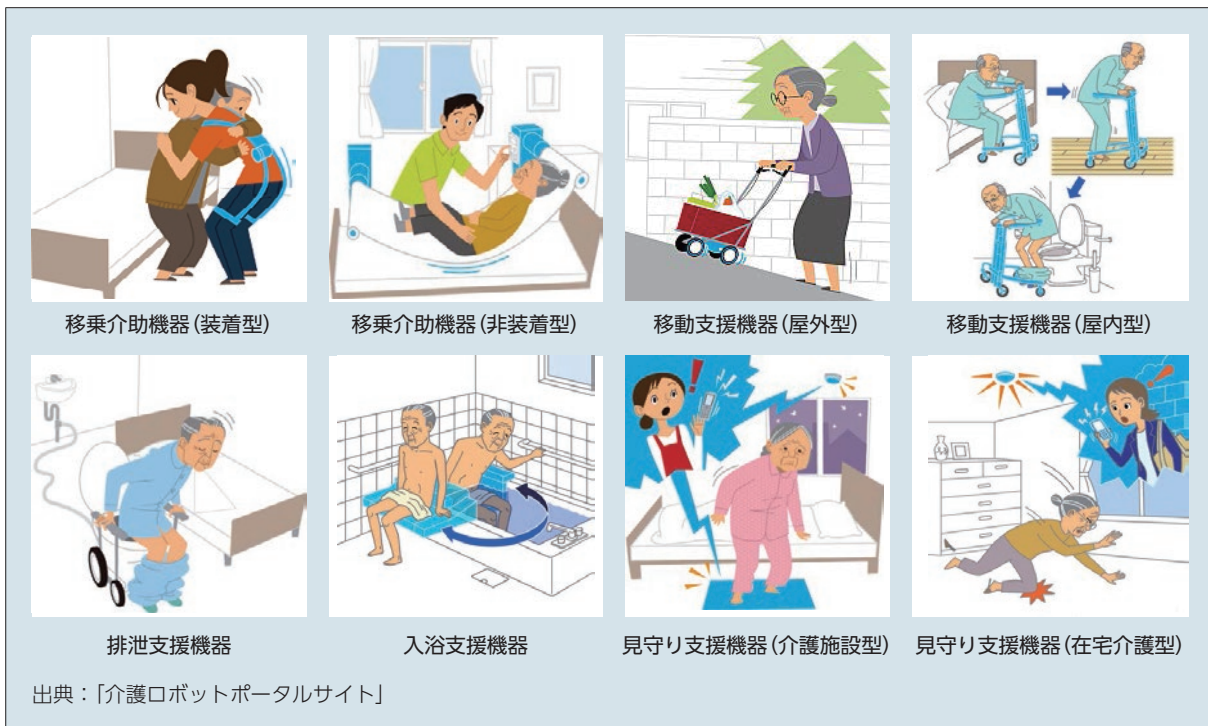 移乗介助機器(装着型)
移乗介助機器(非装着型)
移動支援機器(屋外型)
移動支援機器(屋内型)
排泄支援機器
入浴支援機器
見守り支援機器(介護施設型)
見守り支援機器(在宅介護型)
出典:「介護ロボットポータルサイト」